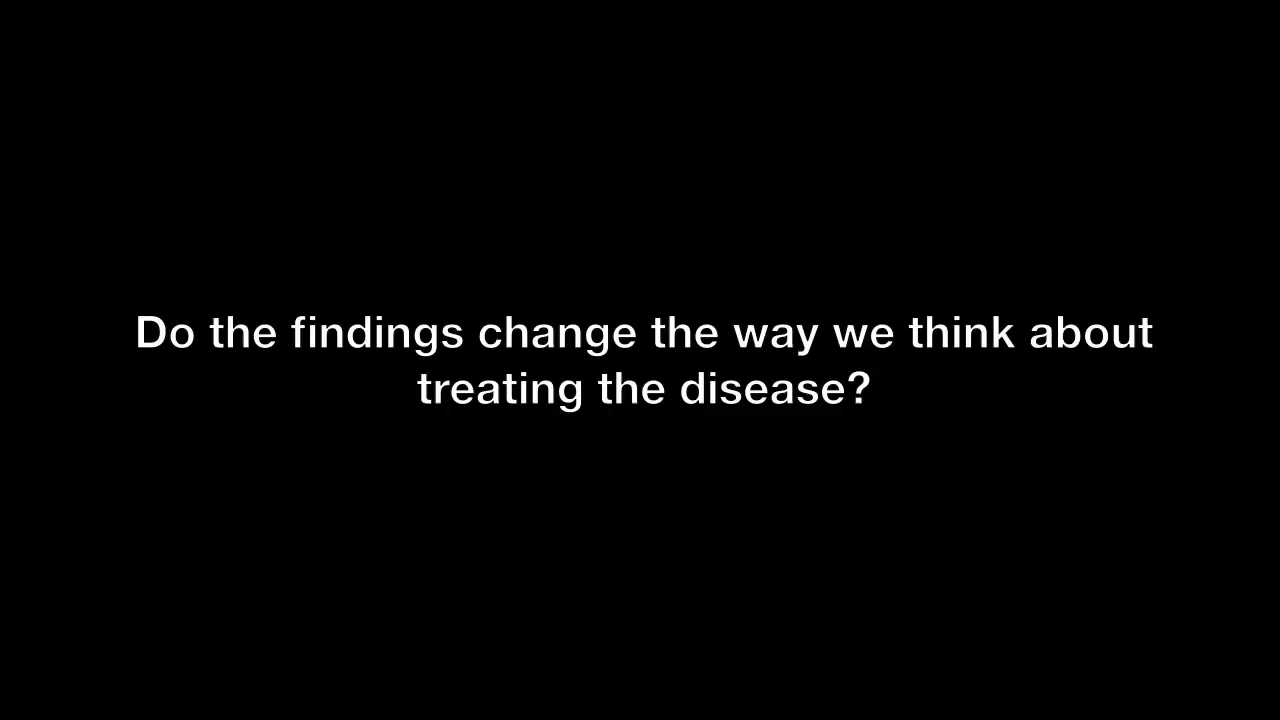 Do the findings change the way we think about
treating the disease?